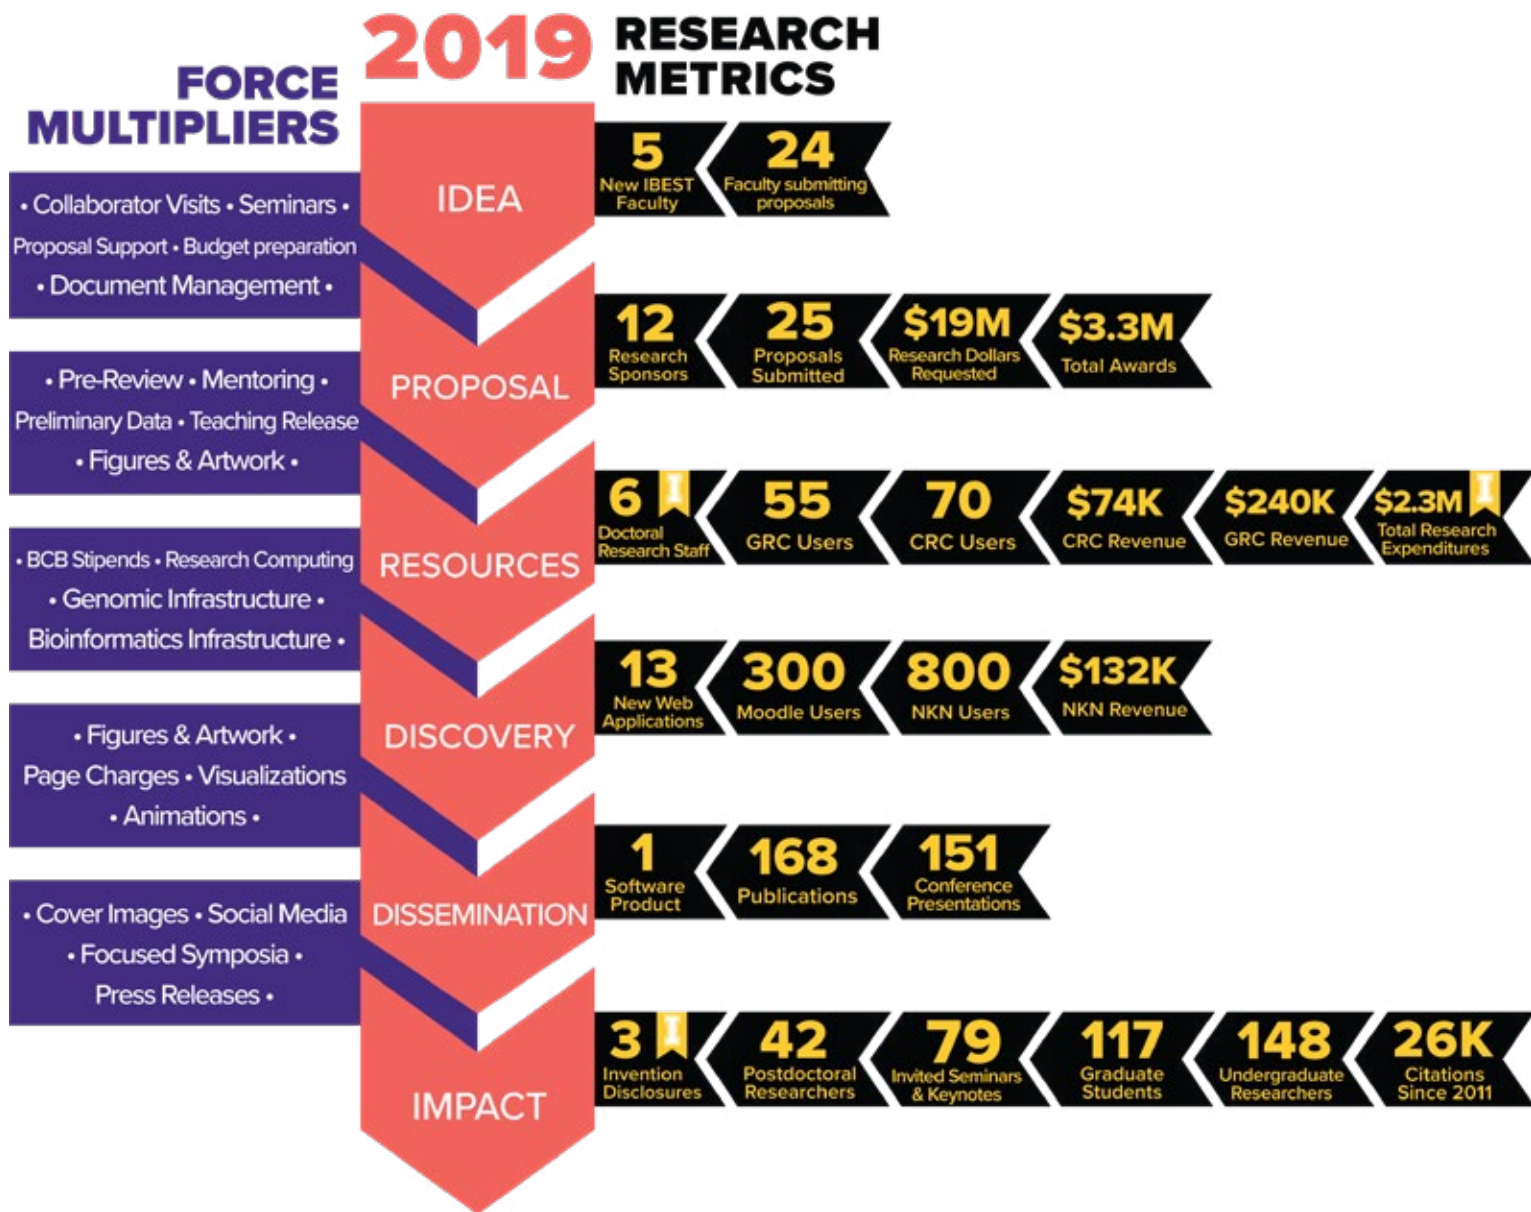 2019
RESEARCH
METRICS
FORCE
MULTIPLIERS
• Collaborator Visits • Seminars •
Proposal Support • Budget preparation
• Document Management •
• Pre-Review • Mentoring •
Preliminary Data • Teaching Release
• Figures & Artwork •
• BCB Stipends • Research Computing
• Genomic Infrastructure •
Bioinformatics Infrastructure •
• Figures & Artwork •
Page Charges • Visualizations
• Animations •
• Cover Images • Social Media
• Focused Symposia •
Press Releases •
IDEA
5
New IBEST
Faculty
24
Faculty submitting
proposals
PROPOSAL
12
Research
Sponsors
25
Proposals
Submitted
$19M
Research Dollars
Requested
$3.3M
Total Awards
RESOURCES
6
I
Doctoral
Research Staff
55
GRC Users
70
CRC Users
$74K
CRC Revenue
$240K
GRC Revenue
$2.3M
I
Total Research
Expenditures
DISCOVERY
13
New Web
Applications
300
Moodle Users
800
NKN Users
$132K
NKN Revenue
DISSEMINATION
1
Software
Product
168
Publications
151
Conference
Presentations
IMPACT
3
I
Invention
Disclosures
42
Postdoctoral
Researchers
79
Invited Seminars
& Keynotes
117
Graduate
Students
148
Undergraduate
Researchers
26K
Citations
Since 2011